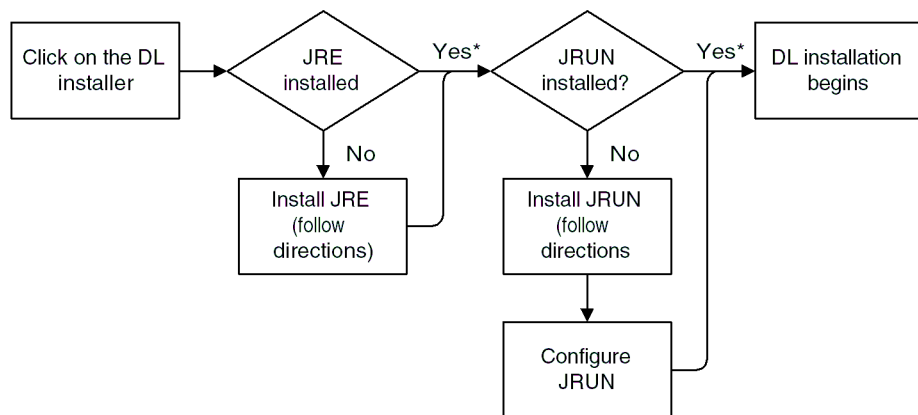 Click on the DL
installer
JRE
installed
Yes*
JRUN
installed?
Yes*
DL installation
begins
No
Install JRE
(follow
directions)
No
Install JRUN
(follow
directions
Configure
JRUN